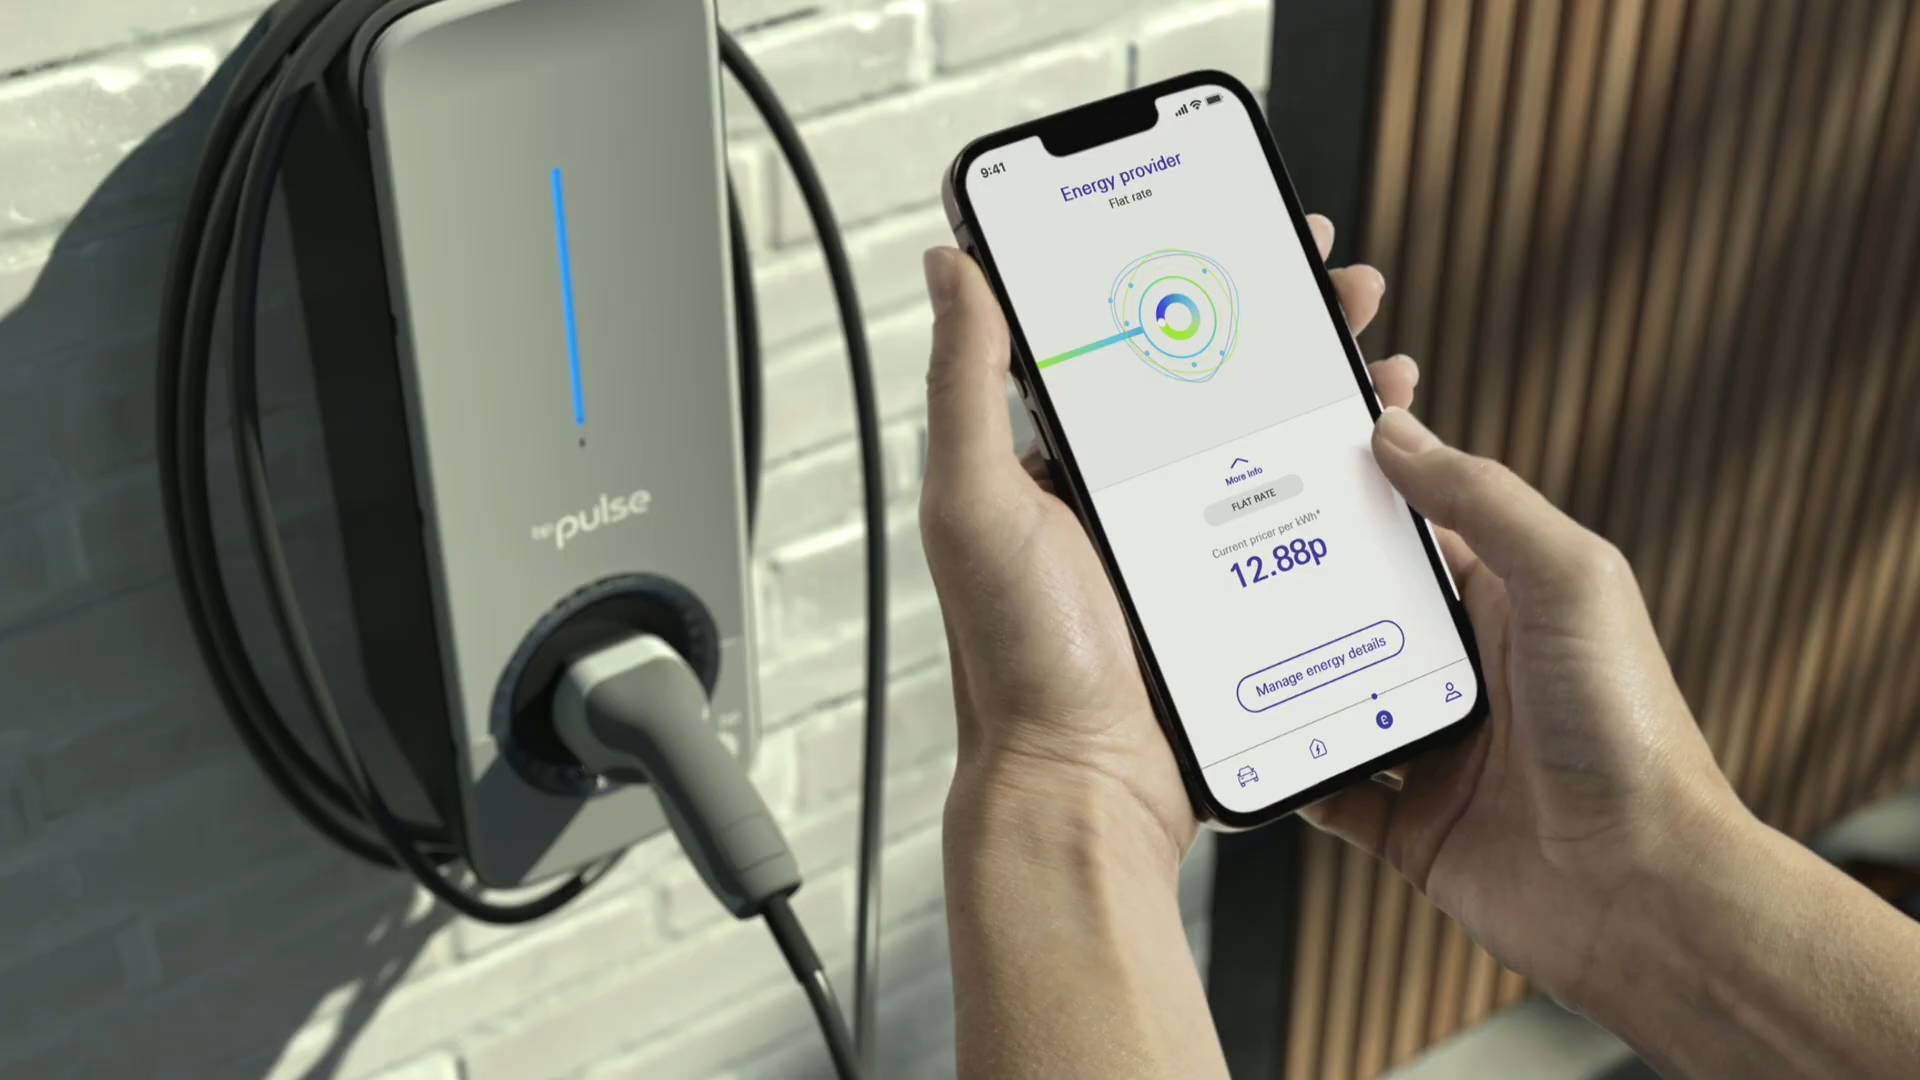 pulse
9:41
Energy provider
Flat rate
More Info
FLAT RATE
Current pricer per kWh*
12.88p
Manage energy details
£